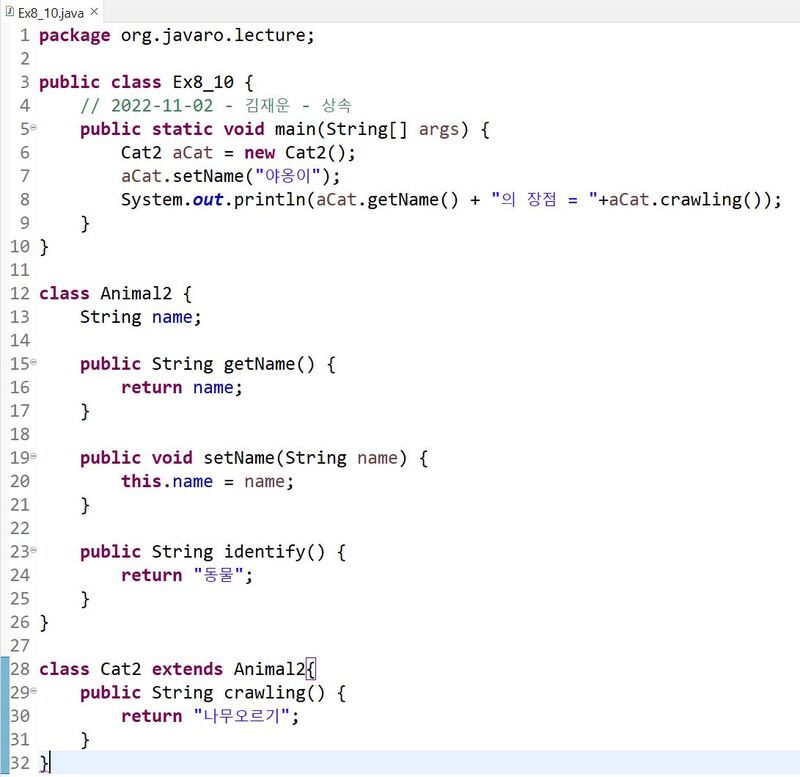 Ex8_10.java
1 package org.javaro.lecture;
2
3 public class Ex8_10 {
4     // 2022-11-02 - 김재운 - 상속
5     public static void main(String[] args) {
6         Cat2 aCat = new Cat2();
7         aCat.setName("야옹이");
8         System.out.println(aCat.getName() + "의 장점 = "+aCat.crawling());
9     }
10 }
11
12 class Animal2 {
13     String name;
14
15     public String getName() {
16         return name;
17     }
18
19     public void setName(String name) {
20         this.name = name;
21     }
22
23     public String identify() {
24         return "동물";
25     }
26 }
27
28 class Cat2 extends Animal2{
29     public String crawling() {
30         return "나무오르기";
31     }
32 }